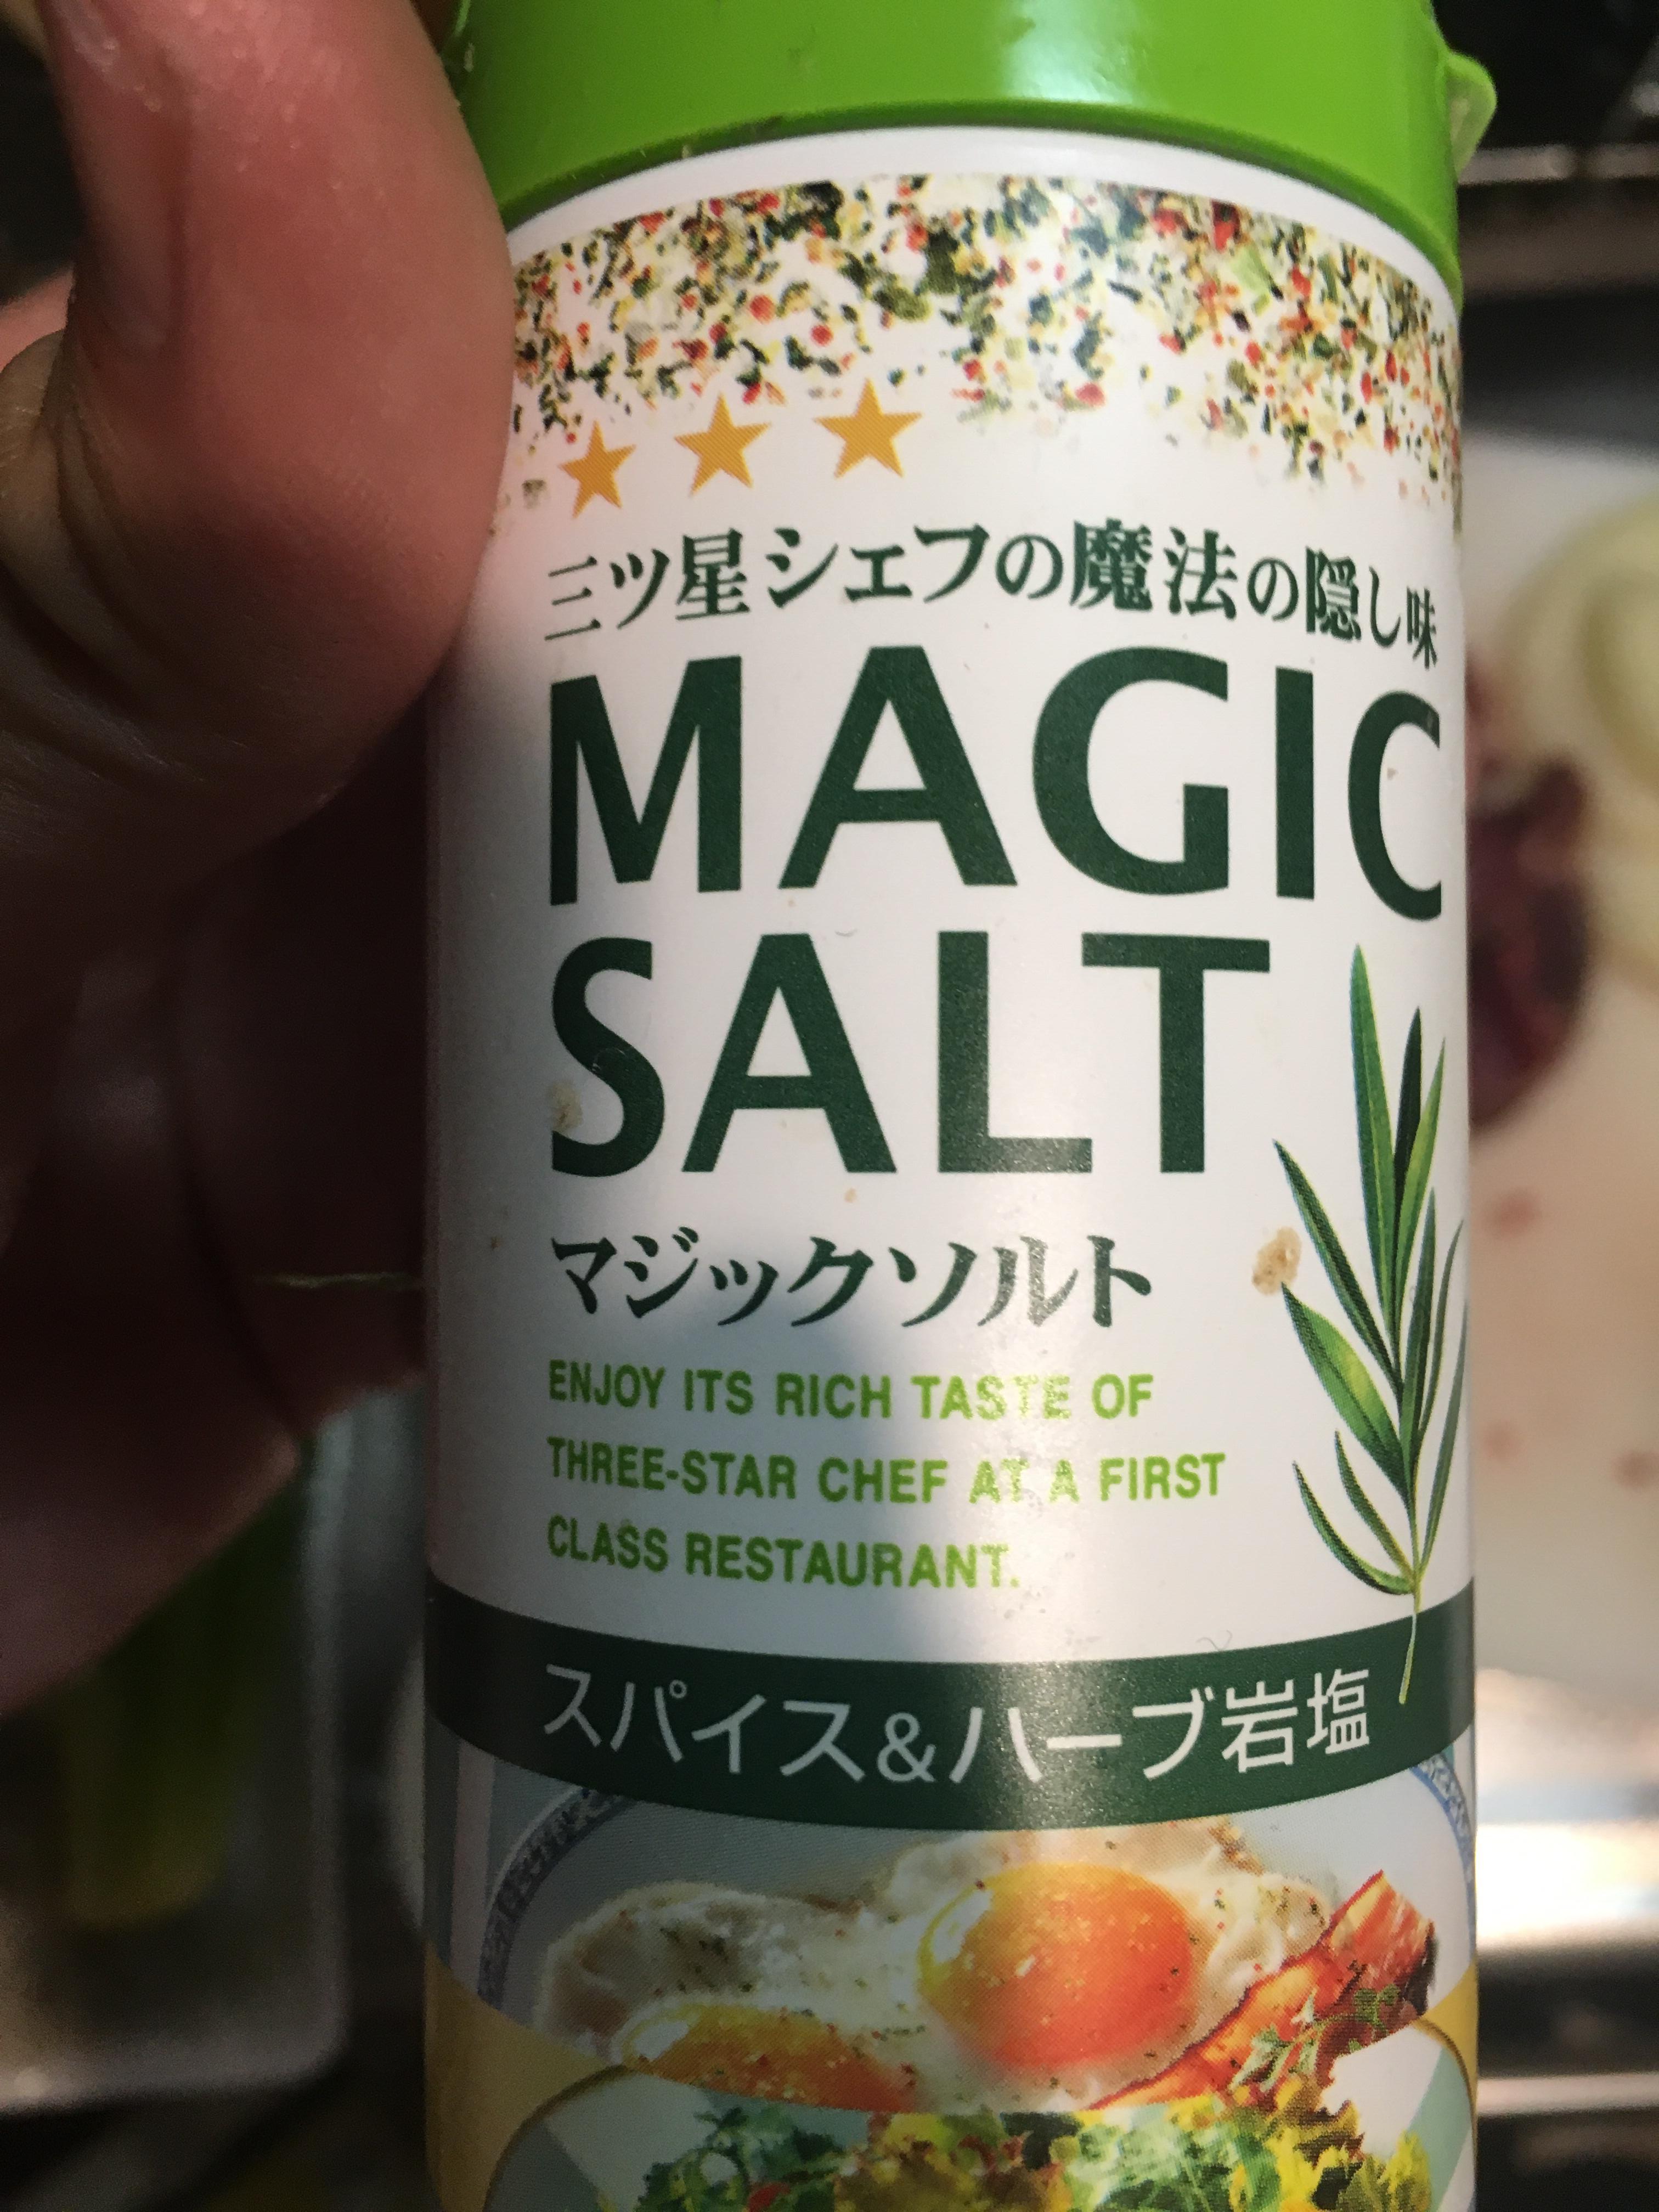 三ツ星シェフの魔法の隠し味
MAGIC
SALT
マジックソルト
ENJOY ITS RICH TASTE OF
THREE-STAR CHEF AT A FIRST
CLASS RESTAURANT.
スパイス&ハーブ岩塩